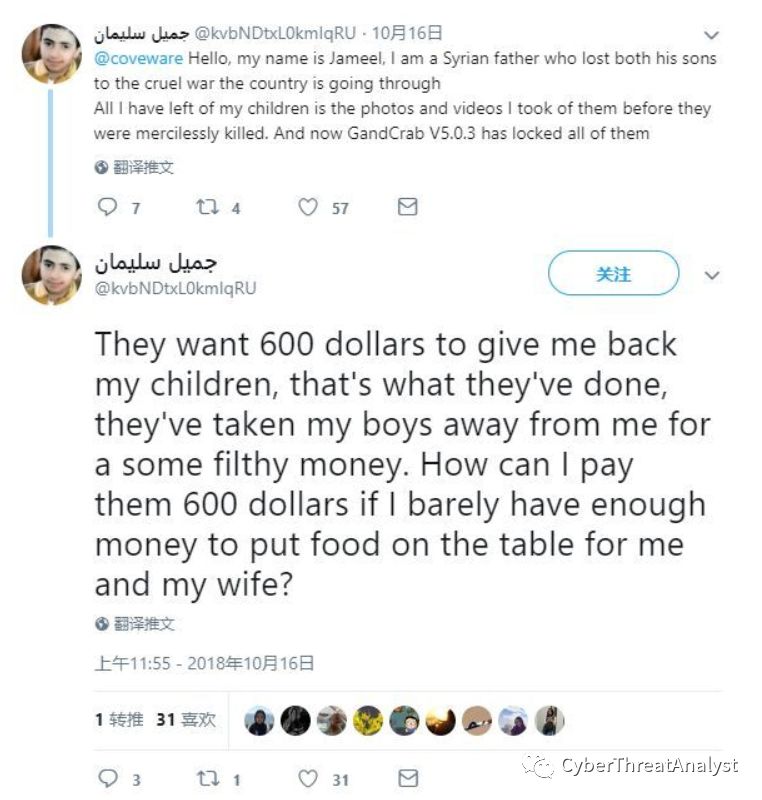 جميل سليمان @kvbNDtxL0kmIqRU · 10月16日
@coveware Hello, my name is Jameel, I am a Syrian father who lost both his sons
to the cruel war the country is going through
All I have left of my children is the photos and videos I took of them before they
were mercilessly killed. And now GandCrab V5.0.3 has locked all of them
翻译推文
7 4 57
جميل سليمان
@kvbNDtxL0kmIqRU
关注
They want 600 dollars to give me back
my children, that's what they've done,
they've taken my boys away from me for
a some filthy money. How can I pay
them 600 dollars if I barely have enough
money to put food on the table for me
and my wife?
翻译推文
上午11:55 - 2018年10月16日
1 转推 31 喜欢
3 1 31
CyberThreatAnalyst